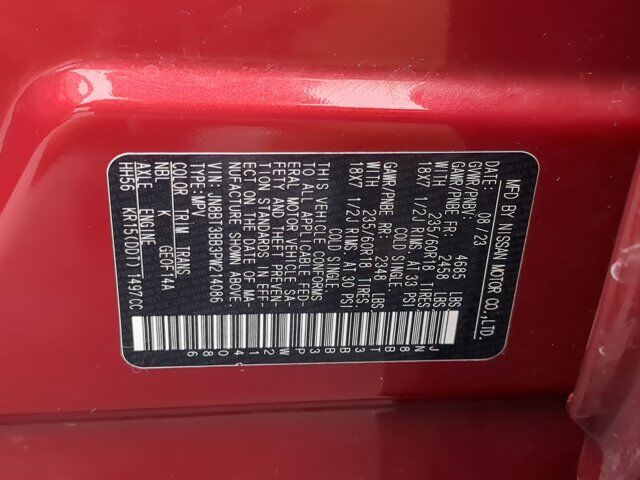 MFD BY NISSAN MOTOR CO.,LTD.
08/23
GVWR/PNBV: 4685 LBS
GAWR/PNBE FR: 2458 LBS
WITH 235/60R18 TIRES
18X7 1/2J RIMS, AT 33 PSI
COLD SINGLE
GAWR/PNBE RR: 2348 LBS
WITH 235/60R18 TIRES
18X7 1/2J RIMS, AT 30 PSI
COLD SINGLE
THIS VEHICLE CONFORMS
TO ALL APPLICABLE FED-
ERAL MOTOR VEHICLE SA-
FETY AND THEFT PREVEN-
TION STANDARDS IN EFF-
ECT ON THE DATE OF MA-
NUFACTURE SHOWN ABOVE.
VIN: JN8BT3BB3PW214086
TYPE: MPV
COLOR TRIM TRANS
NBL K GE0F14A
AXLE ENGINE
HH56 KR15(DDT) 1497CC
JN8BT3BB3PW214086